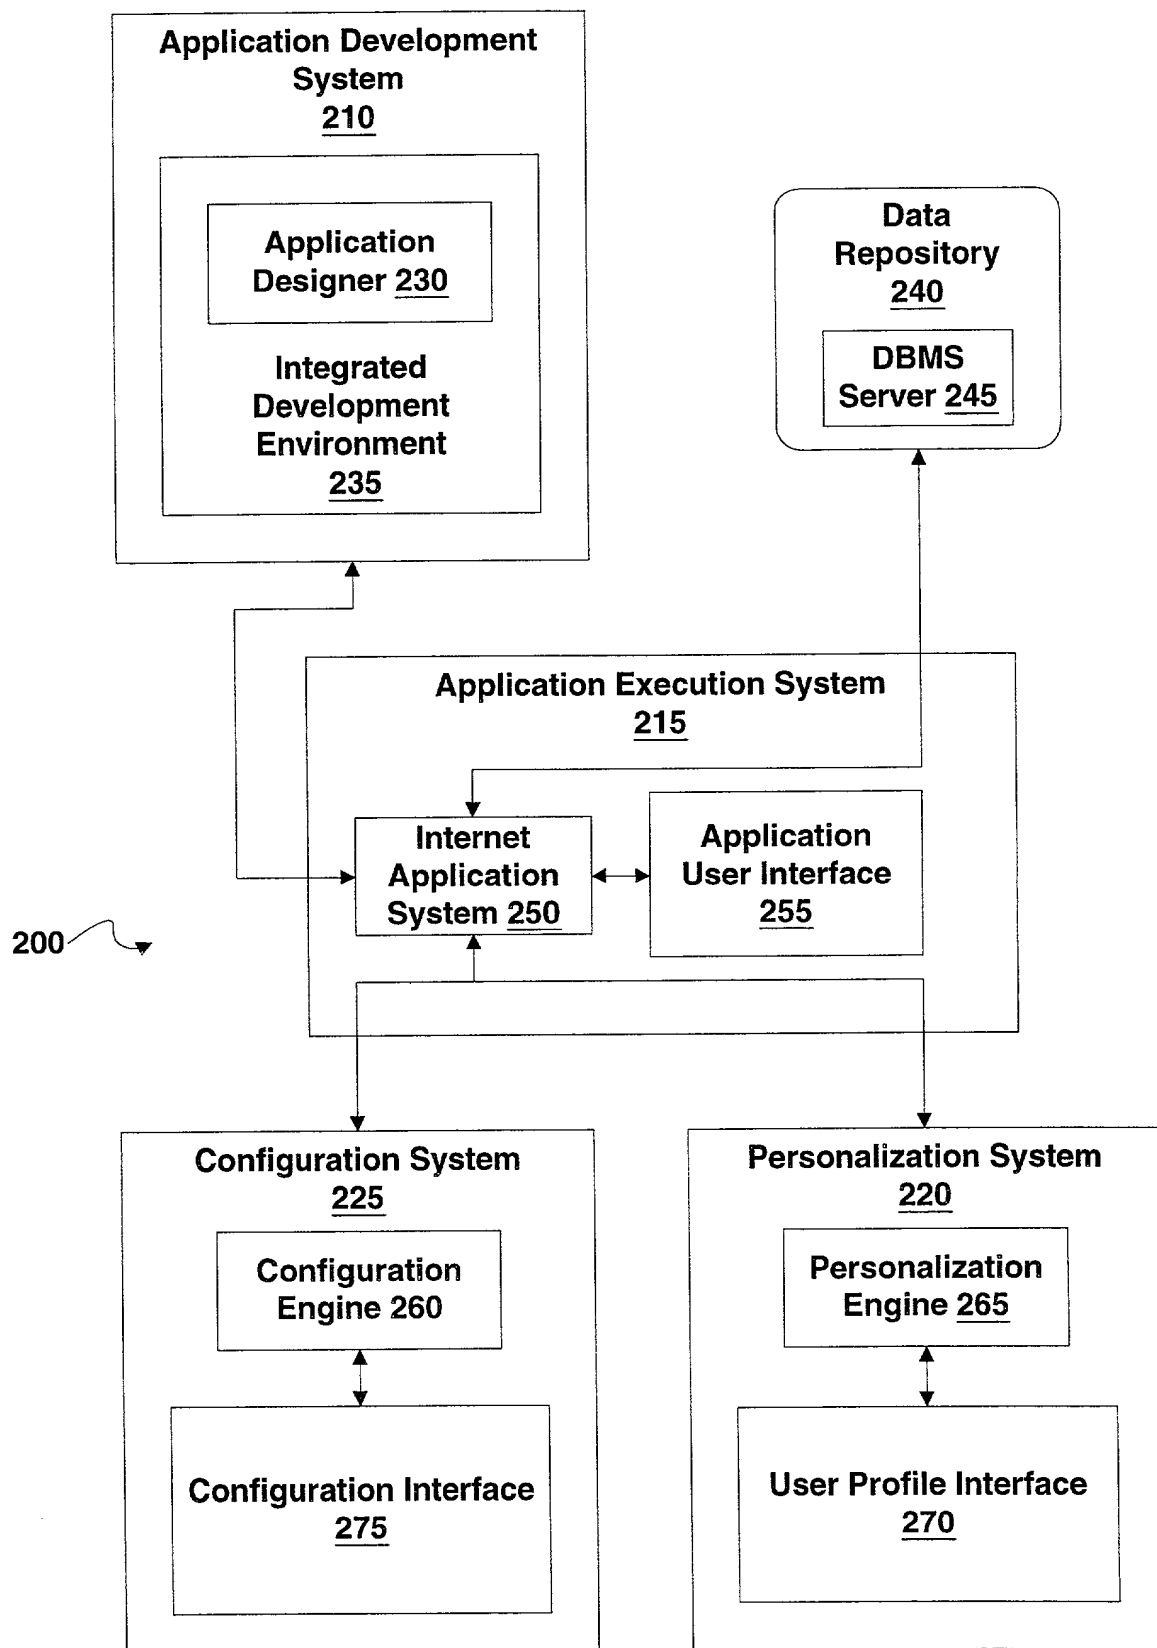 Application Development
System
210
Application
Designer 230
Integrated
Development
Environment
235
Data
Repository
240
DBMS
Server 245
Application Execution System
215
Internet
Application
System 250
Application
User Interface
255
200
Configuration System
225
Configuration
Engine 260
Configuration Interface
275
Personalization System
220
Personalization
Engine 265
User Profile Interface
270